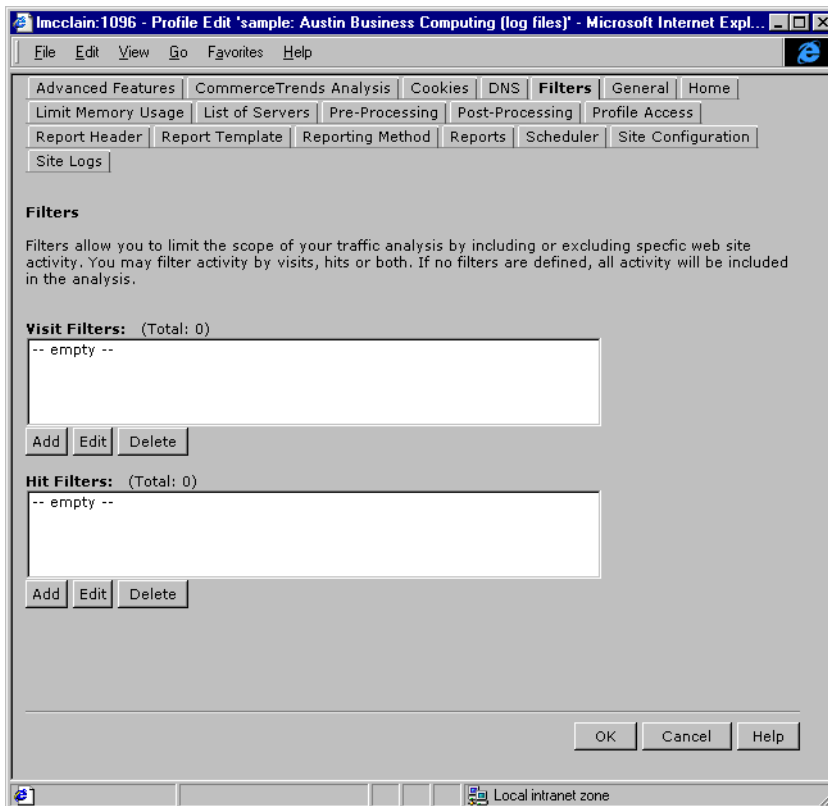 lmcclain:1096 - Profile Edit 'sample: Austin Business Computing (log files)' - Microsoft Internet Expl...
File Edit View Go Favorites Help
Advanced Features CommerceTrends Analysis Cookies DNS Filters General Home
Limit Memory Usage List of Servers Pre-Processing Post-Processing Profile Access
Report Header Report Template Reporting Method Reports Scheduler Site Configuration
Site Logs
Filters
Filters allow you to limit the scope of your traffic analysis by including or excluding specfic web site
activity. You may filter activity by visits, hits or both. If no filters are defined, all activity will be included
in the analysis.
Visit Filters: (Total: 0)
-- empty --
Add Edit Delete
Hit Filters: (Total: 0)
-- empty --
Add Edit Delete
OK Cancel Help
Local intranet zone